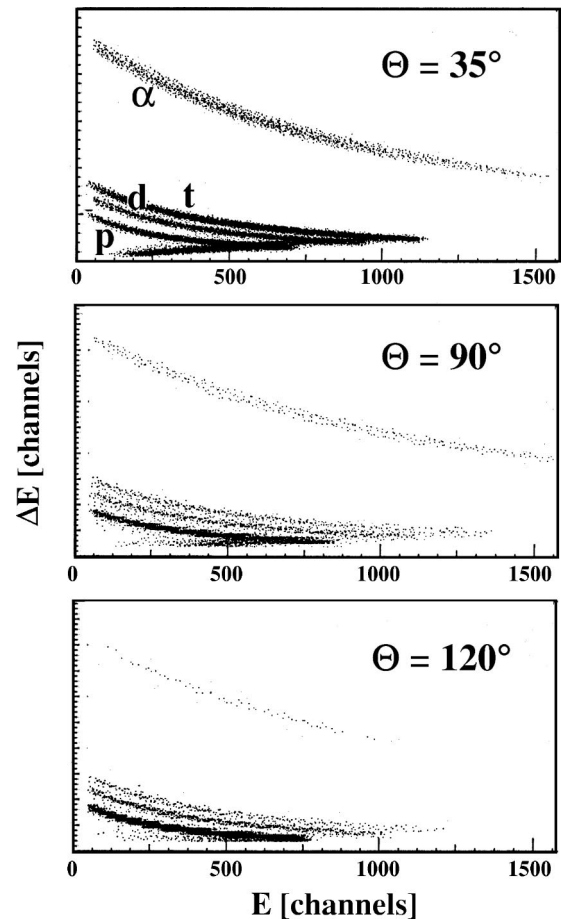 Θ = 35°
α
d t
p
0 500 1000 1500
Θ = 90°
ΔE [channels]
0 500 1000 1500
Θ = 120°
0 500 1000 1500
E [channels]